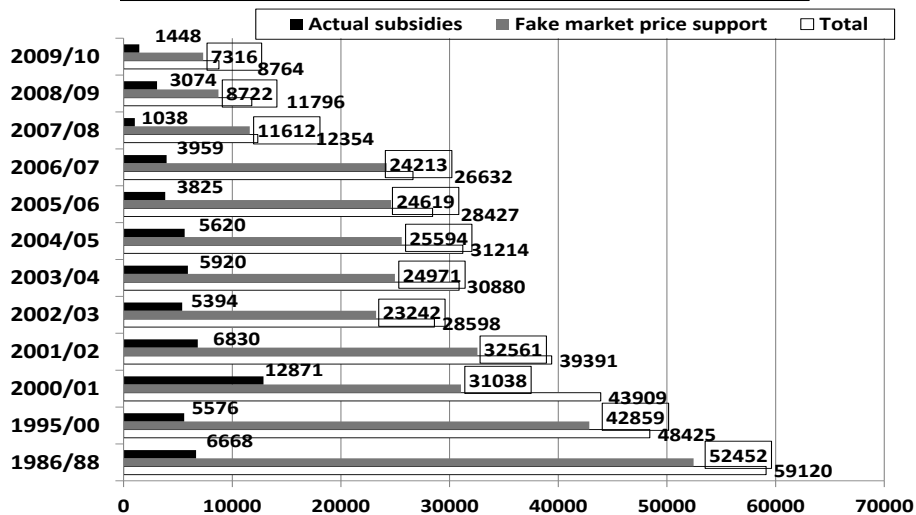 Actual subsidies Fake market price support Total
2009/10 1448 7316 8764
2008/09 3074 8722 11796
2007/08 1038 11612 12354
2006/07 3959 24213 26632
2005/06 3825 24619 28427
2004/05 5620 25594 31214
2003/04 5920 24971 30880
2002/03 5394 23242 28598
2001/02 6830 32561 39391
2000/01 12871 31038 43909
1995/00 5576 42859 48425
1986/88 6668 52452 59120
0 10000 20000 30000 40000 50000 60000 70000